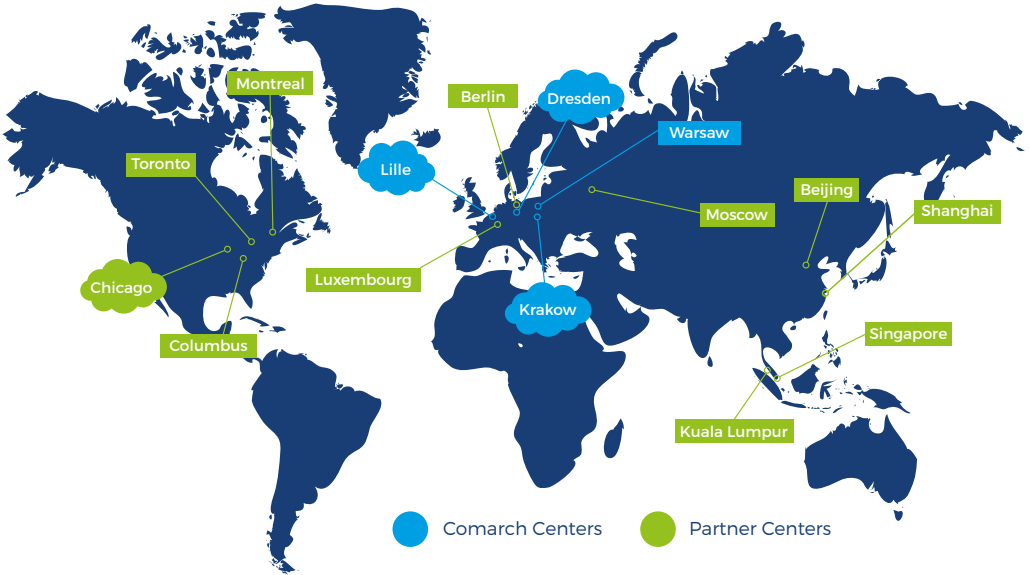 Montreal
Berlin
Dresden
Warsaw
Toronto
Lille
Beijing
Moscow
Shanghai
Luxembourg
Chicago
Krakow
Columbus
Singapore
Kuala Lumpur
Comarch Centers
Partner Centers